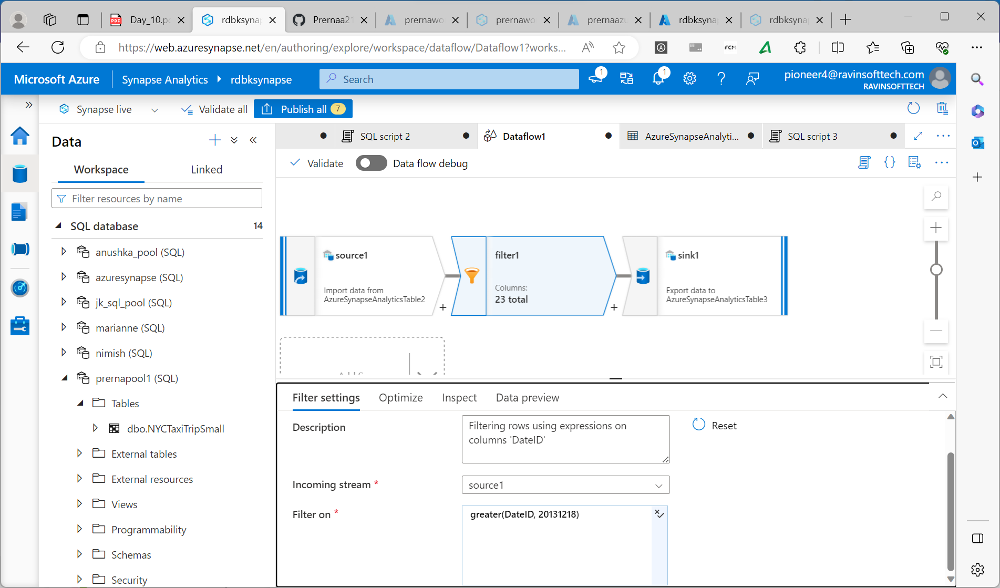 Day_10.pc
rdbksynap
Prernaa21
prernawo
prernawo
prernaazu
rdbksynap
rdbksynap
https://web.azuresynapse.net/en/authoring/explore/workspace/dataflow/Dataflow1?works...
Microsoft Azure
Synapse Analytics
rdbksynapse
Search
1
1
pioneer4@ravinsofttech.com
RAVINSOFTTECH
Synapse live
Validate all
Publish all 7
Data
Workspace
Linked
Filter resources by name
SQL database 14
anushka_pool (SQL)
azuresynapse (SQL)
jk_sql_pool (SQL)
marianne (SQL)
nimish (SQL)
prernapool1 (SQL)
Tables
dbo.NYCTaxiTripSmall
External tables
External resources
Views
Programmability
Schemas
Security
SQL script 2
Dataflow1
AzureSynapseAnalyti...
SQL script 3
Validate
Data flow debug
source1
Import data from
AzureSynapseAnalyticsTable2
filter1
Columns:
23 total
sink1
Export data to
AzureSynapseAnalyticsTable3
Filter settings
Optimize
Inspect
Data preview
Description
Filtering rows using expressions on
columns 'DateID'
Reset
Incoming stream *
source1
Filter on *
greater(DateID, 20131218)